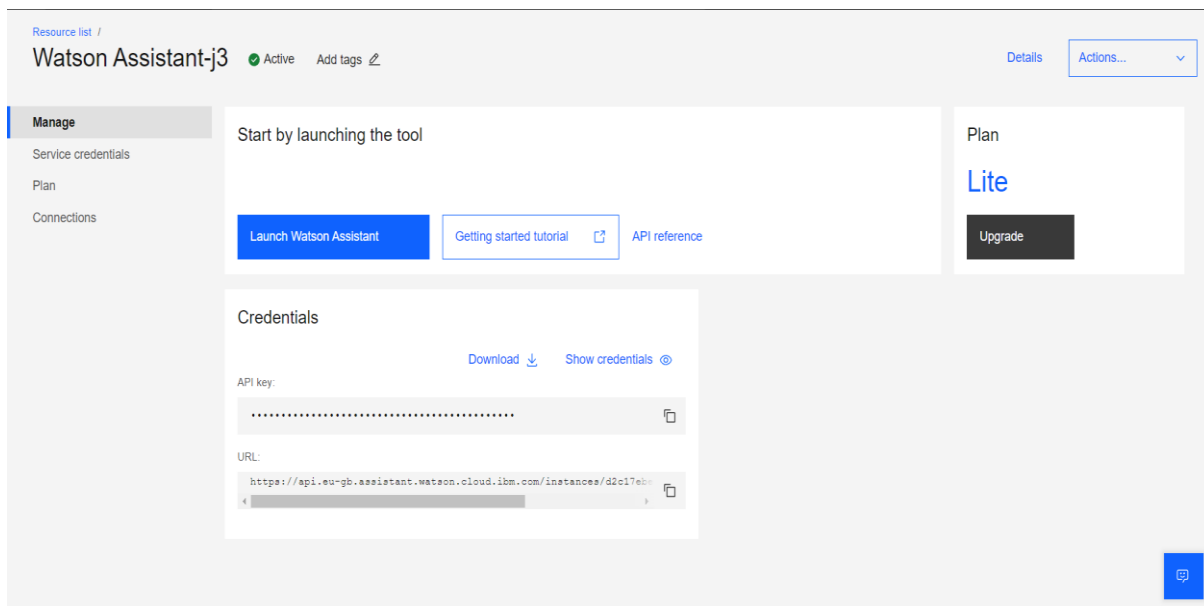 Resource list /
Watson Assistant-j3 Active Add tags
Details Actions...
Manage
Service credentials
Plan
Connections
Start by launching the tool
Launch Watson Assistant Getting started tutorial API reference
Plan
Lite
Upgrade
Credentials
Download Show credentials
API key:
URL:
https://api.eu-gb.assistant.watson.cloud.ibm.com/instances/d2c17eb